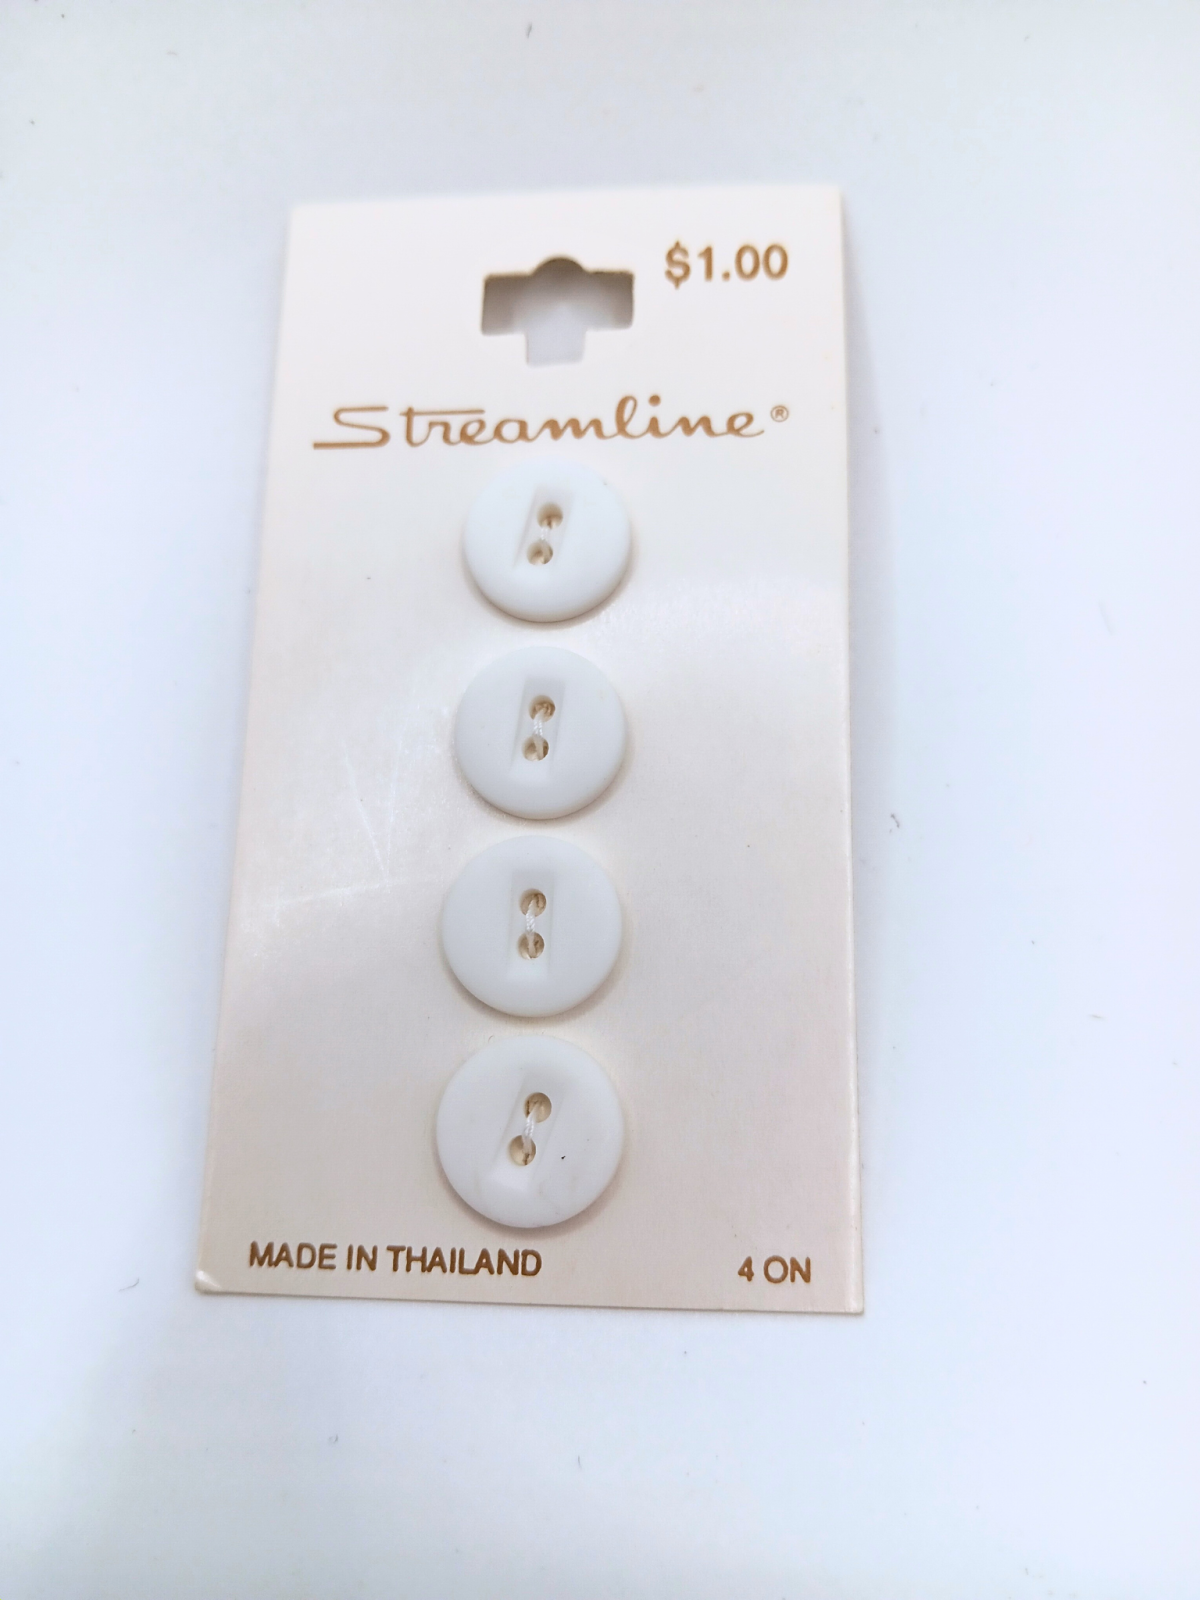 $1.00
Streamline®
MADE IN THAILAND
4 ON